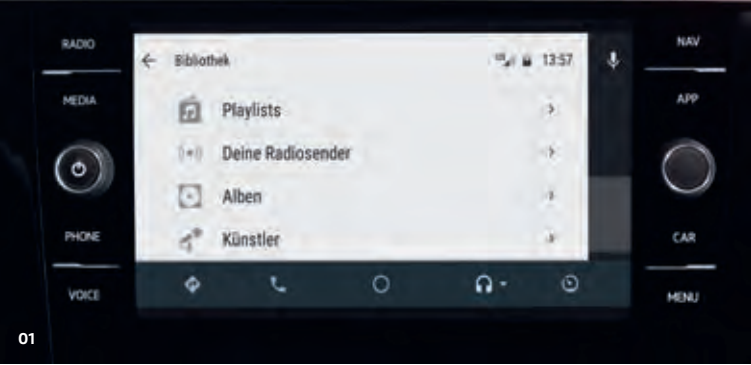 RADIO
MEDIA
PHONE
VOICE
Bibliothek
13:57
Playlists
Deine Radiosender
Alben
Künstler
NAV
APP
CAR
MENU
01